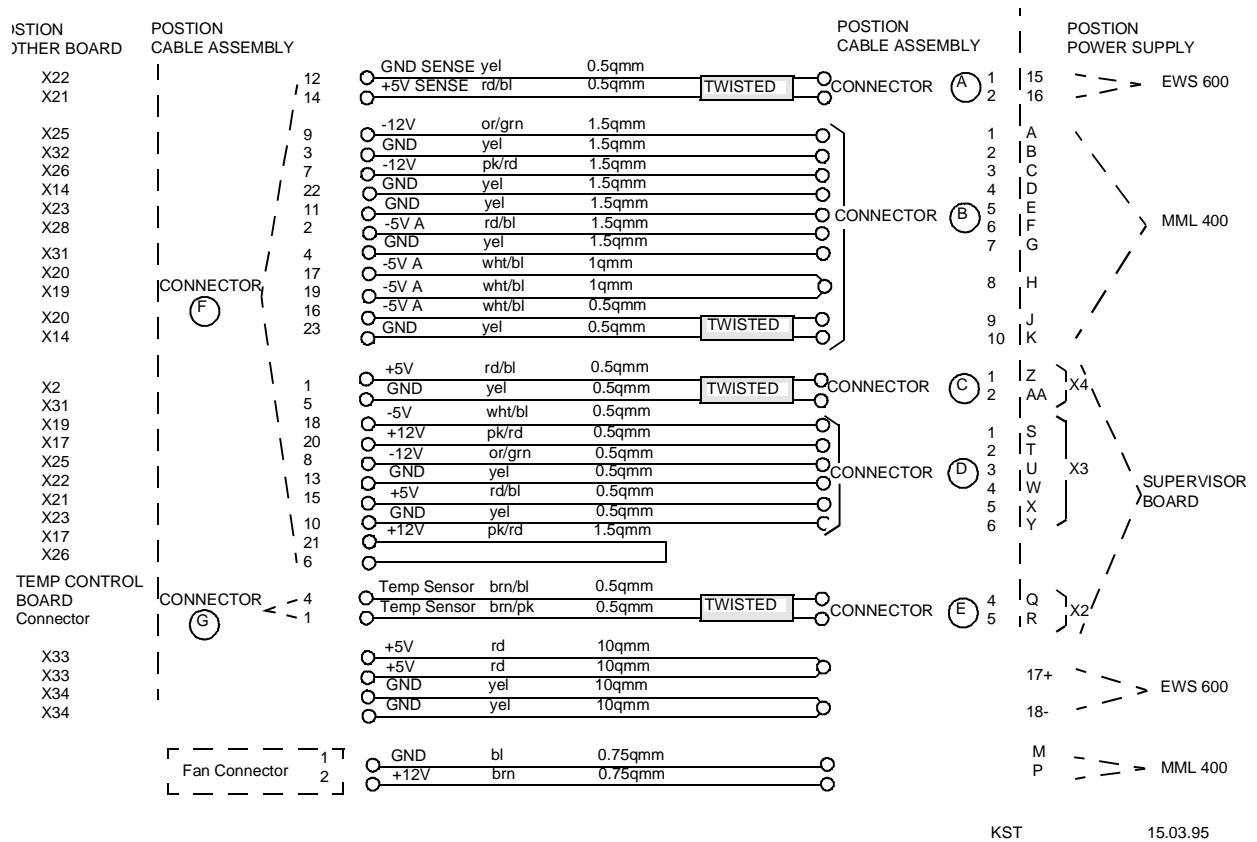 OSTION POSTION POSTION POSTION
OTHER BOARD CABLE ASSEMBLY CABLE ASSEMBLY POWER SUPPLY
X22 12 GND SENSE yel 0.5qmm 1 15
X21 14 +5V SENSE rd/bl 0.5qmm TWISTED CONNECTOR A 2 16 EWS 600
X25 9 -12V or/grn 1.5qmm 1 A
X32 3 GND yel 1.5qmm 2 B
X26 7 -12V pk/rd 1.5qmm 3 C
X14 22 GND yel 1.5qmm 4 D
X23 11 GND yel 1.5qmm CONNECTOR B 5 E MML 400
X28 2 -5V A rd/bl 1.5qmm 6 F
X31 4 GND yel 1.5qmm 7 G
X20 17 -5V A wht/bl 1qmm
X19 CONNECTOR F 19 -5V A wht/bl 1qmm 8 H
X20 16 -5V A wht/bl 0.5qmm 9 J
X14 23 GND yel 0.5qmm TWISTED 10 K
X2 1 +5V rd/bl 0.5qmm 1 Z
X31 5 GND yel 0.5qmm TWISTED CONNECTOR C 2 AA X4
X19 18 -5V wht/bl 0.5qmm 1 S
X17 20 +12V pk/rd 0.5qmm 2 T
X25 8 -12V or/grn 0.5qmm CONNECTOR D 3 U X3
X22 13 GND yel 0.5qmm 4 W SUPERVISOR
X21 15 +5V rd/bl 0.5qmm 5 X BOARD
X23 10 GND yel 0.5qmm 6 Y
X17 21 +12V pk/rd 1.5qmm
X26 6
TEMP CONTROL
BOARD
Connector
CONNECTOR G 4 Temp Sensor brn/bl 0.5qmm 4 Q
1 Temp Sensor brn/pk 0.5qmm TWISTED CONNECTOR E 5 R X2
X33 +5V rd 10qmm
X33 +5V rd 10qmm 17+
X34 GND yel 10qmm EWS 600
X34 GND yel 10qmm 18-
Fan Connector 1 GND bl 0.75qmm M
2 +12V brn 0.75qmm P MML 400
KST 15.03.95